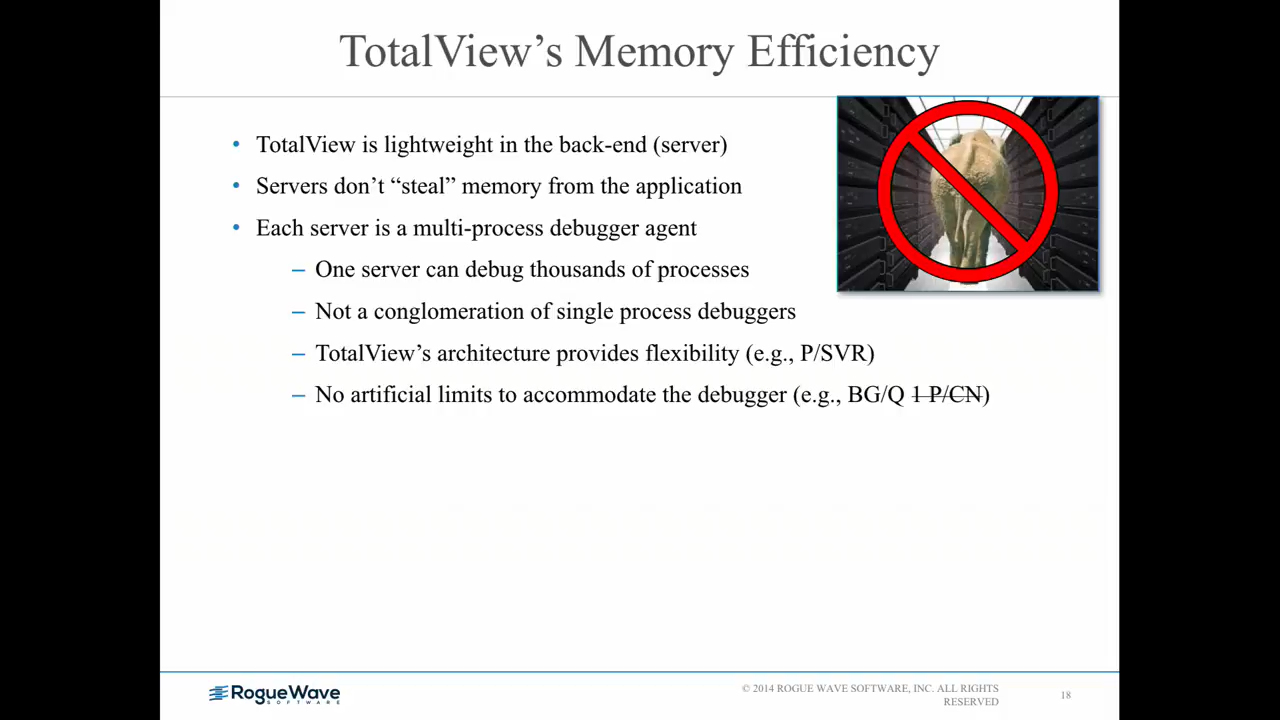 TotalView’s Memory Efficiency
• TotalView is lightweight in the back-end (server)
• Servers don’t “steal” memory from the application
• Each server is a multi-process debugger agent
– One server can debug thousands of processes
– Not a conglomeration of single process debuggers
– TotalView’s architecture provides flexibility (e.g., P/SVR)
– No artificial limits to accommodate the debugger (e.g., BG/Q 1 P/CN)
RogueWave
SOFTWARE
© 2014 ROGUE WAVE SOFTWARE, INC. ALL RIGHTS
RESERVED
18